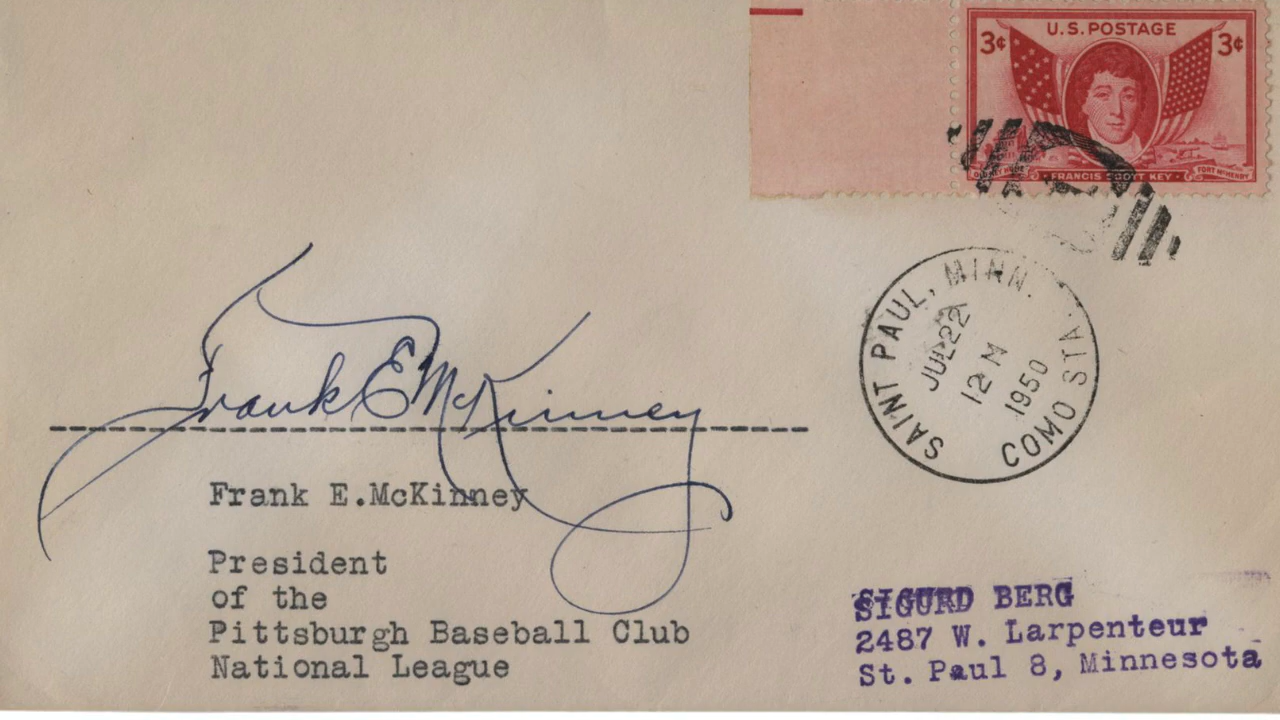 U.S. POSTAGE
3¢ 3¢
FRANCIS SCOTT KEY
FORT McHENRY
SAINT PAUL, MINN.
JUL 22
12 M
1950
COMO STA.
Frank E McKinney
Frank E.McKinney
President
of the
Pittsburgh Baseball Club
National League
SIGURD BERG
2487 W. Larpenteur
St. Paul 8, Minnesota